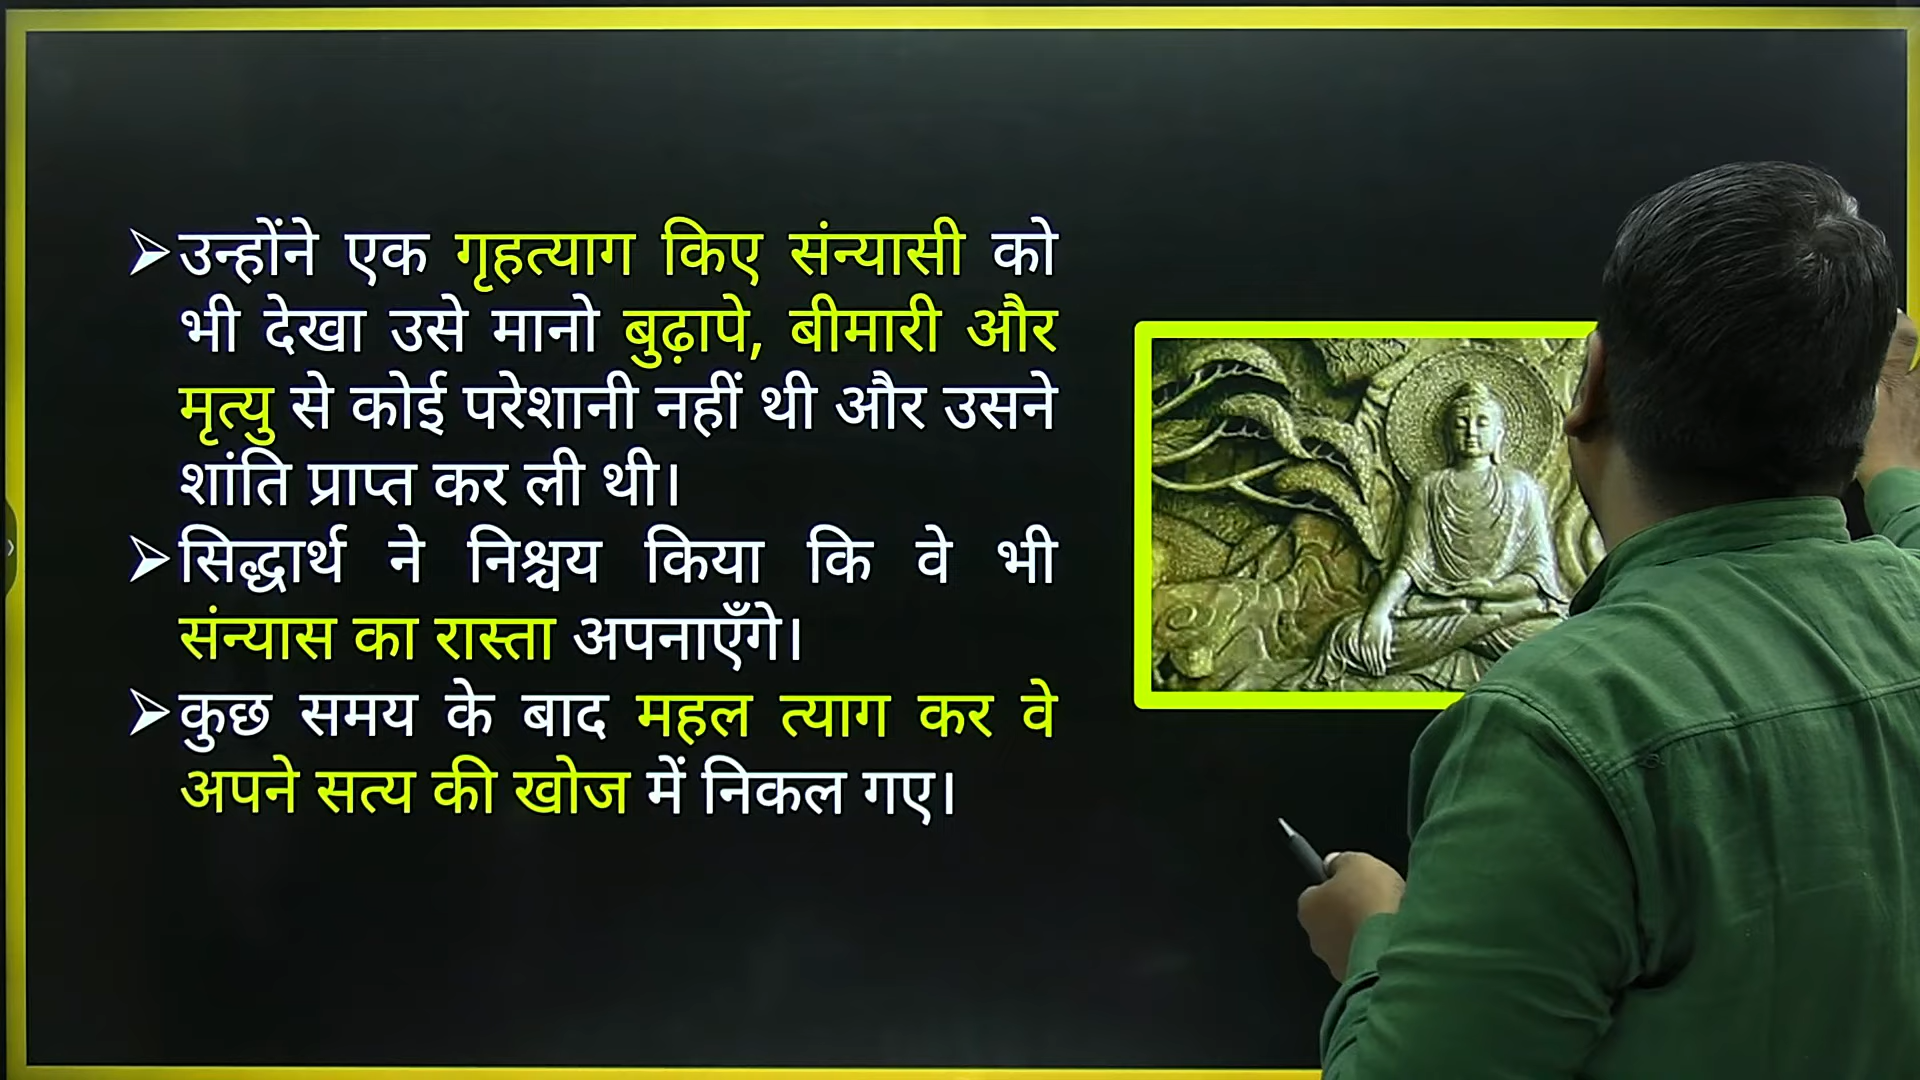 ➢उन्होंने एक गृहत्याग किए संन्यासी को
भी देखा उसे मानो बुढ़ापे, बीमारी और
मृत्यु से कोई परेशानी नहीं थी और उसने
शांति प्राप्त कर ली थी।
➢सिद्धार्थ ने निश्चय किया कि वे भी
संन्यास का रास्ता अपनाएँगे।
➢कुछ समय के बाद महल त्याग कर वे
अपने सत्य की खोज में निकल गए।